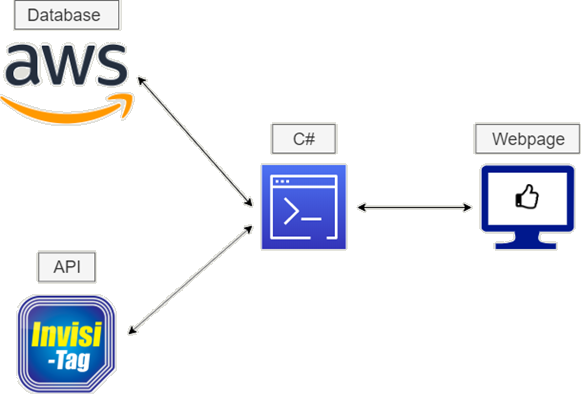 Database
aws
C#
Webpage
API
Invisi
-Tag